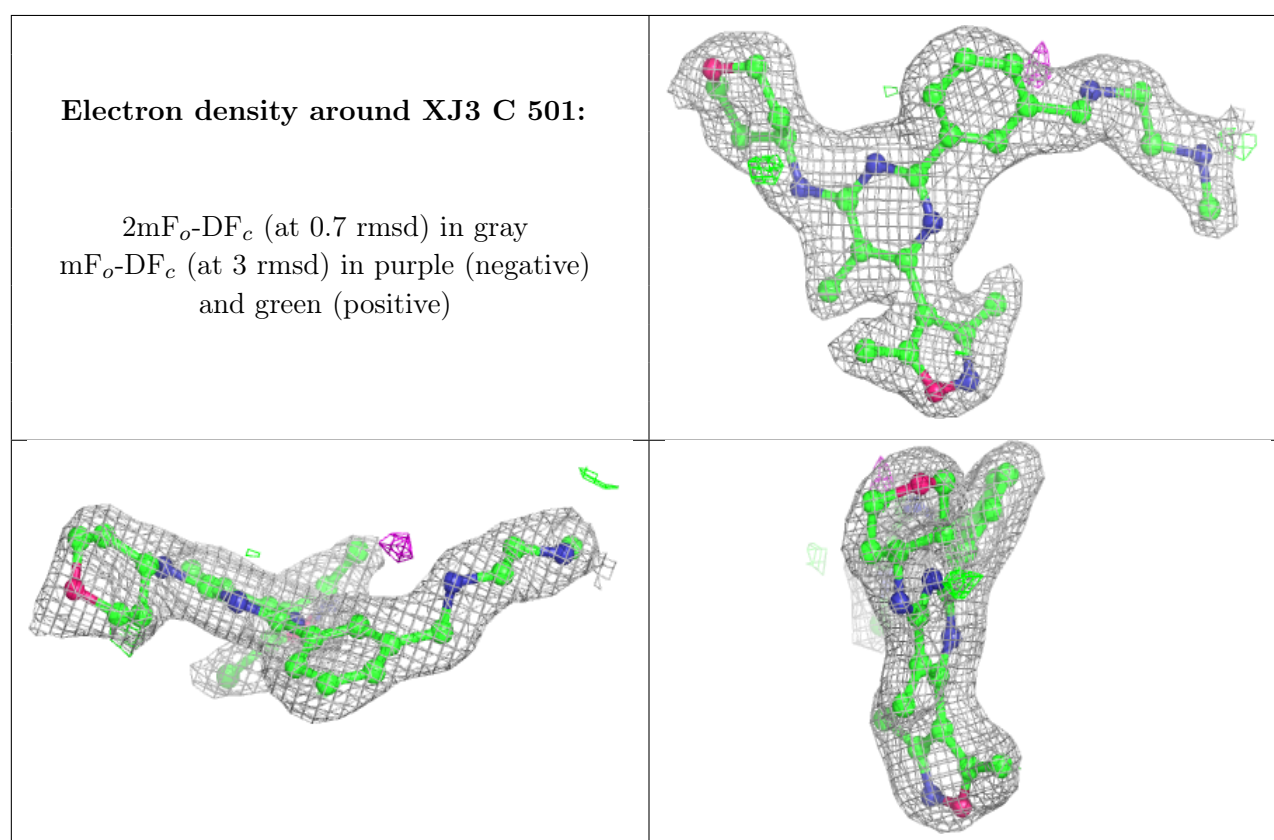 Electron density around XJ3 C 501:
2mFₒ-DF𝒸 (at 0.7 rmsd) in gray
mFₒ-DF𝒸 (at 3 rmsd) in purple (negative)
and green (positive)